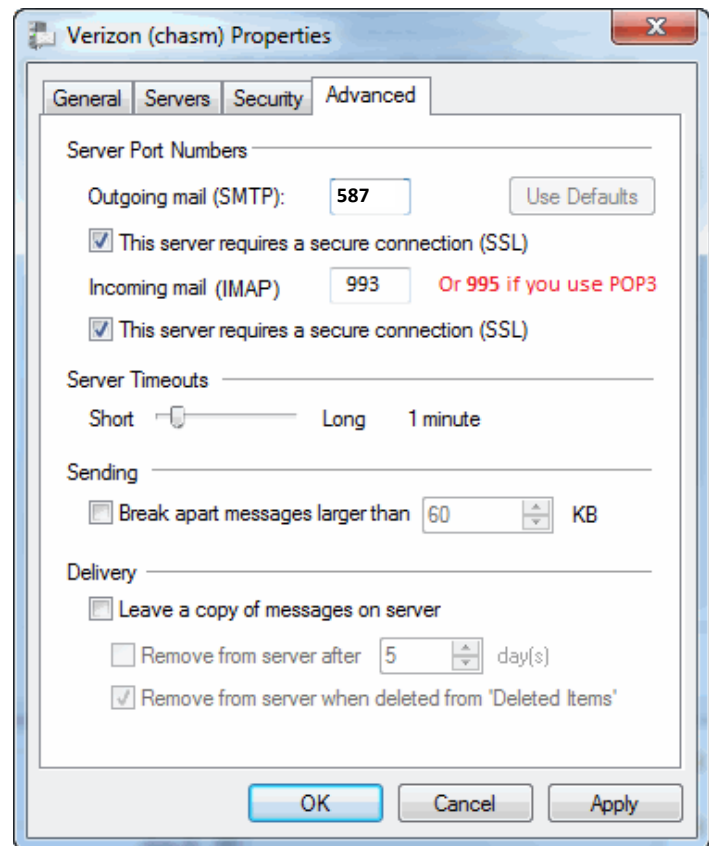 Verizon (chasm) Properties
General Servers Security Advanced
Server Port Numbers
Outgoing mail (SMTP): 587 Use Defaults
This server requires a secure connection (SSL)
Incoming mail (IMAP) 993 Or 995 if you use POP3
This server requires a secure connection (SSL)
Server Timeouts
Short Long 1 minute
Sending
Break apart messages larger than 60 KB
Delivery
Leave a copy of messages on server
Remove from server after 5 day(s)
Remove from server when deleted from 'Deleted Items'
OK Cancel Apply